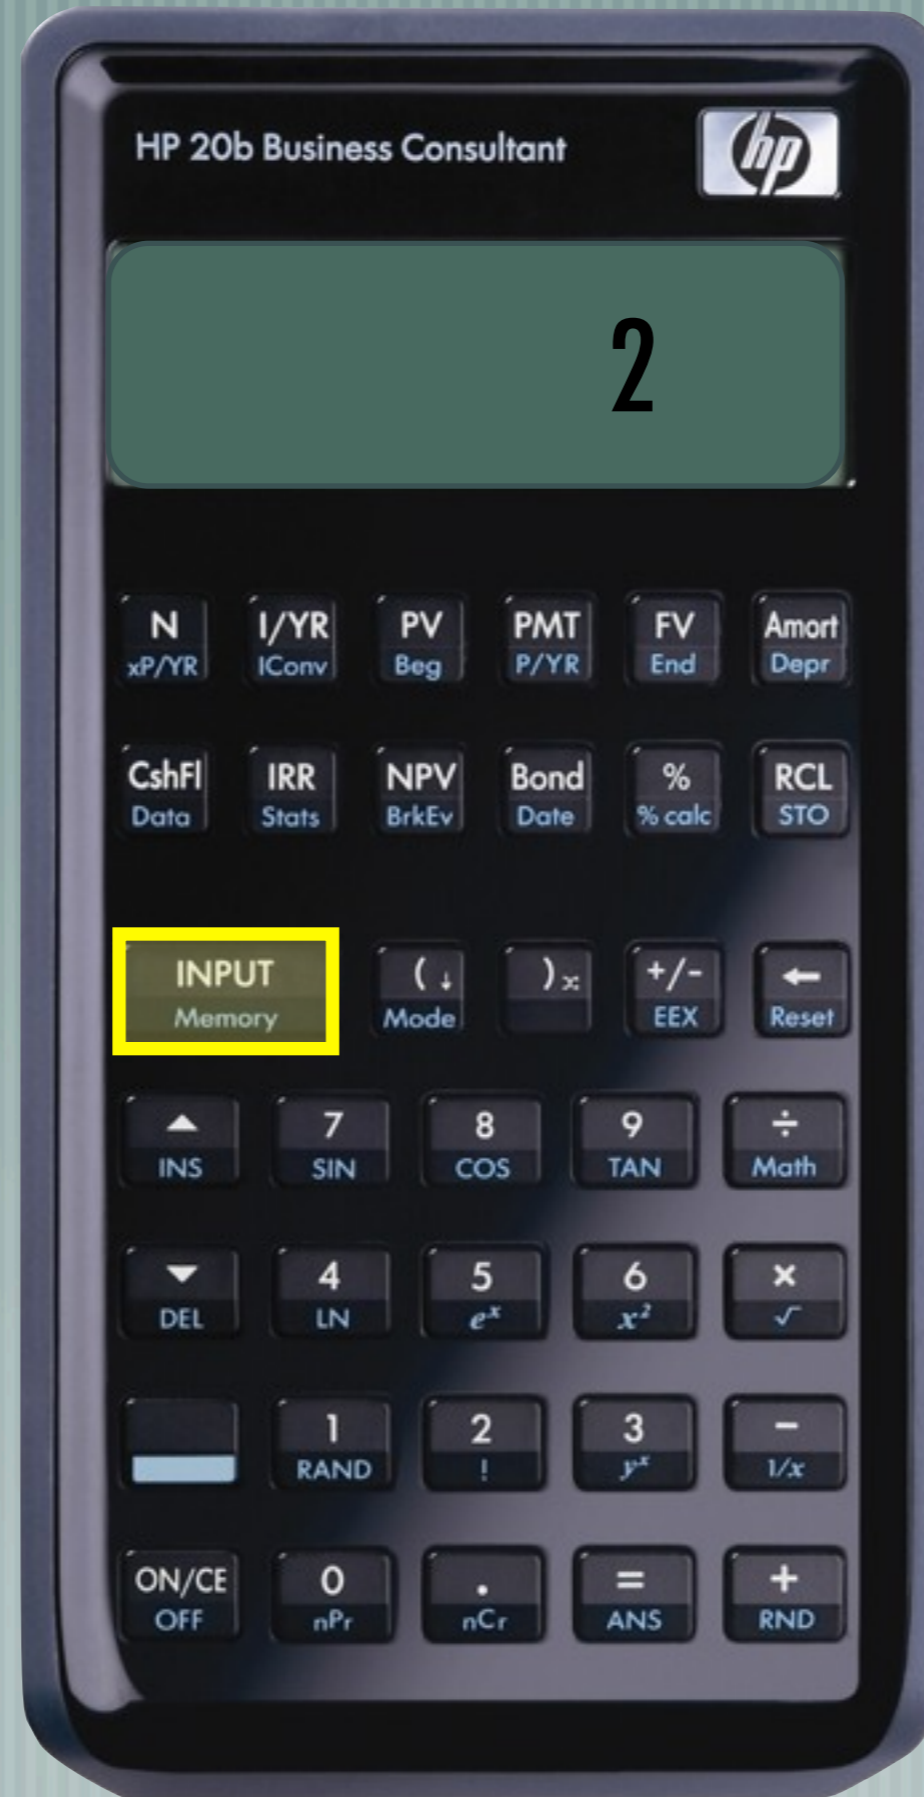 HP 20b Business Consultant
hp
2
N I/YR PV PMT FV Amort
xP/YR IConv Beg P/YR End Depr
CshFl IRR NPV Bond % RCL
Data Stats BrkEv Date % calc STO
INPUT ( ↓ ) x +/- ←
Memory Mode EEX Reset
▲ 7 8 9 ÷
INS SIN COS TAN Math
▼ 4 5 6 ×
DEL LN eˣ x² √
1 2 3 −
RAND ! yˣ 1/x
ON/CE 0 . = +
OFF nPr nCr ANS RND